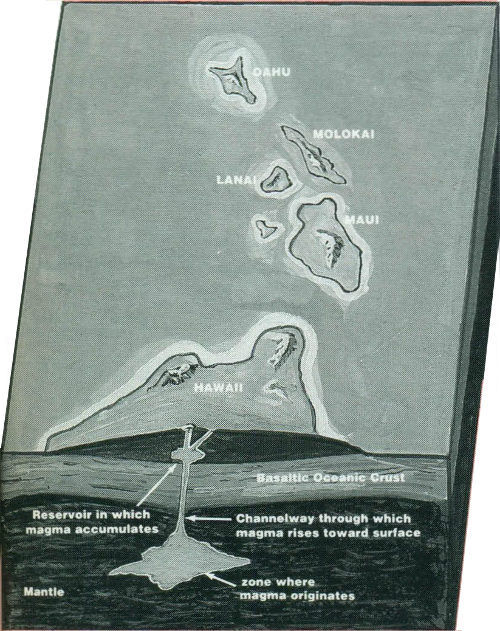 OAHU
MOLOKAI
LANAI
MAUI
HAWAII
Basaltic Oceanic Crust
Reservoir in which
magma accumulates
Channelway through which
magma rises toward surface
zone where
magma originates
Mantle